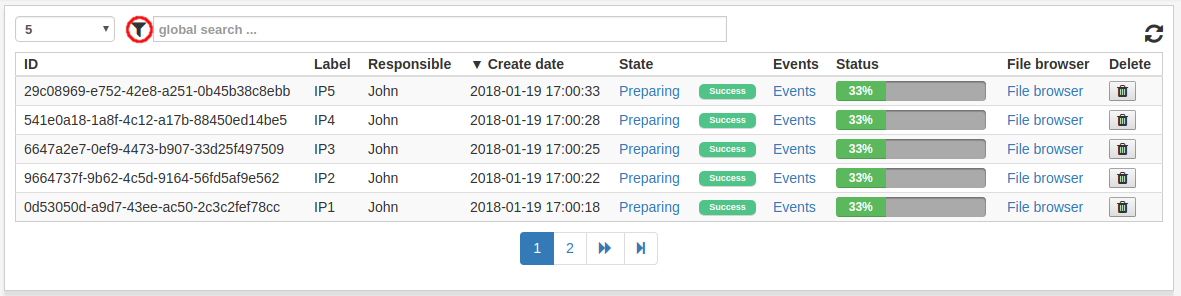 5 global search ...
ID Label Responsible ▼ Create date State Events Status File browser Delete
29c08969-e752-42e8-a251-0b45b38c8ebb IP5 John 2018-01-19 17:00:33 Preparing Success Events 33% File browser
541e0a18-1a8f-4c12-a17b-88450ed14be5 IP4 John 2018-01-19 17:00:28 Preparing Success Events 33% File browser
6647a2e7-0ef9-4473-b907-33d25f497509 IP3 John 2018-01-19 17:00:25 Preparing Success Events 33% File browser
9664737f-9b62-4c5d-9164-56fd5af9e562 IP2 John 2018-01-19 17:00:22 Preparing Success Events 33% File browser
0d53050d-a9d7-43ee-ac50-2c3c2fef78cc IP1 John 2018-01-19 17:00:18 Preparing Success Events 33% File browser
1 2